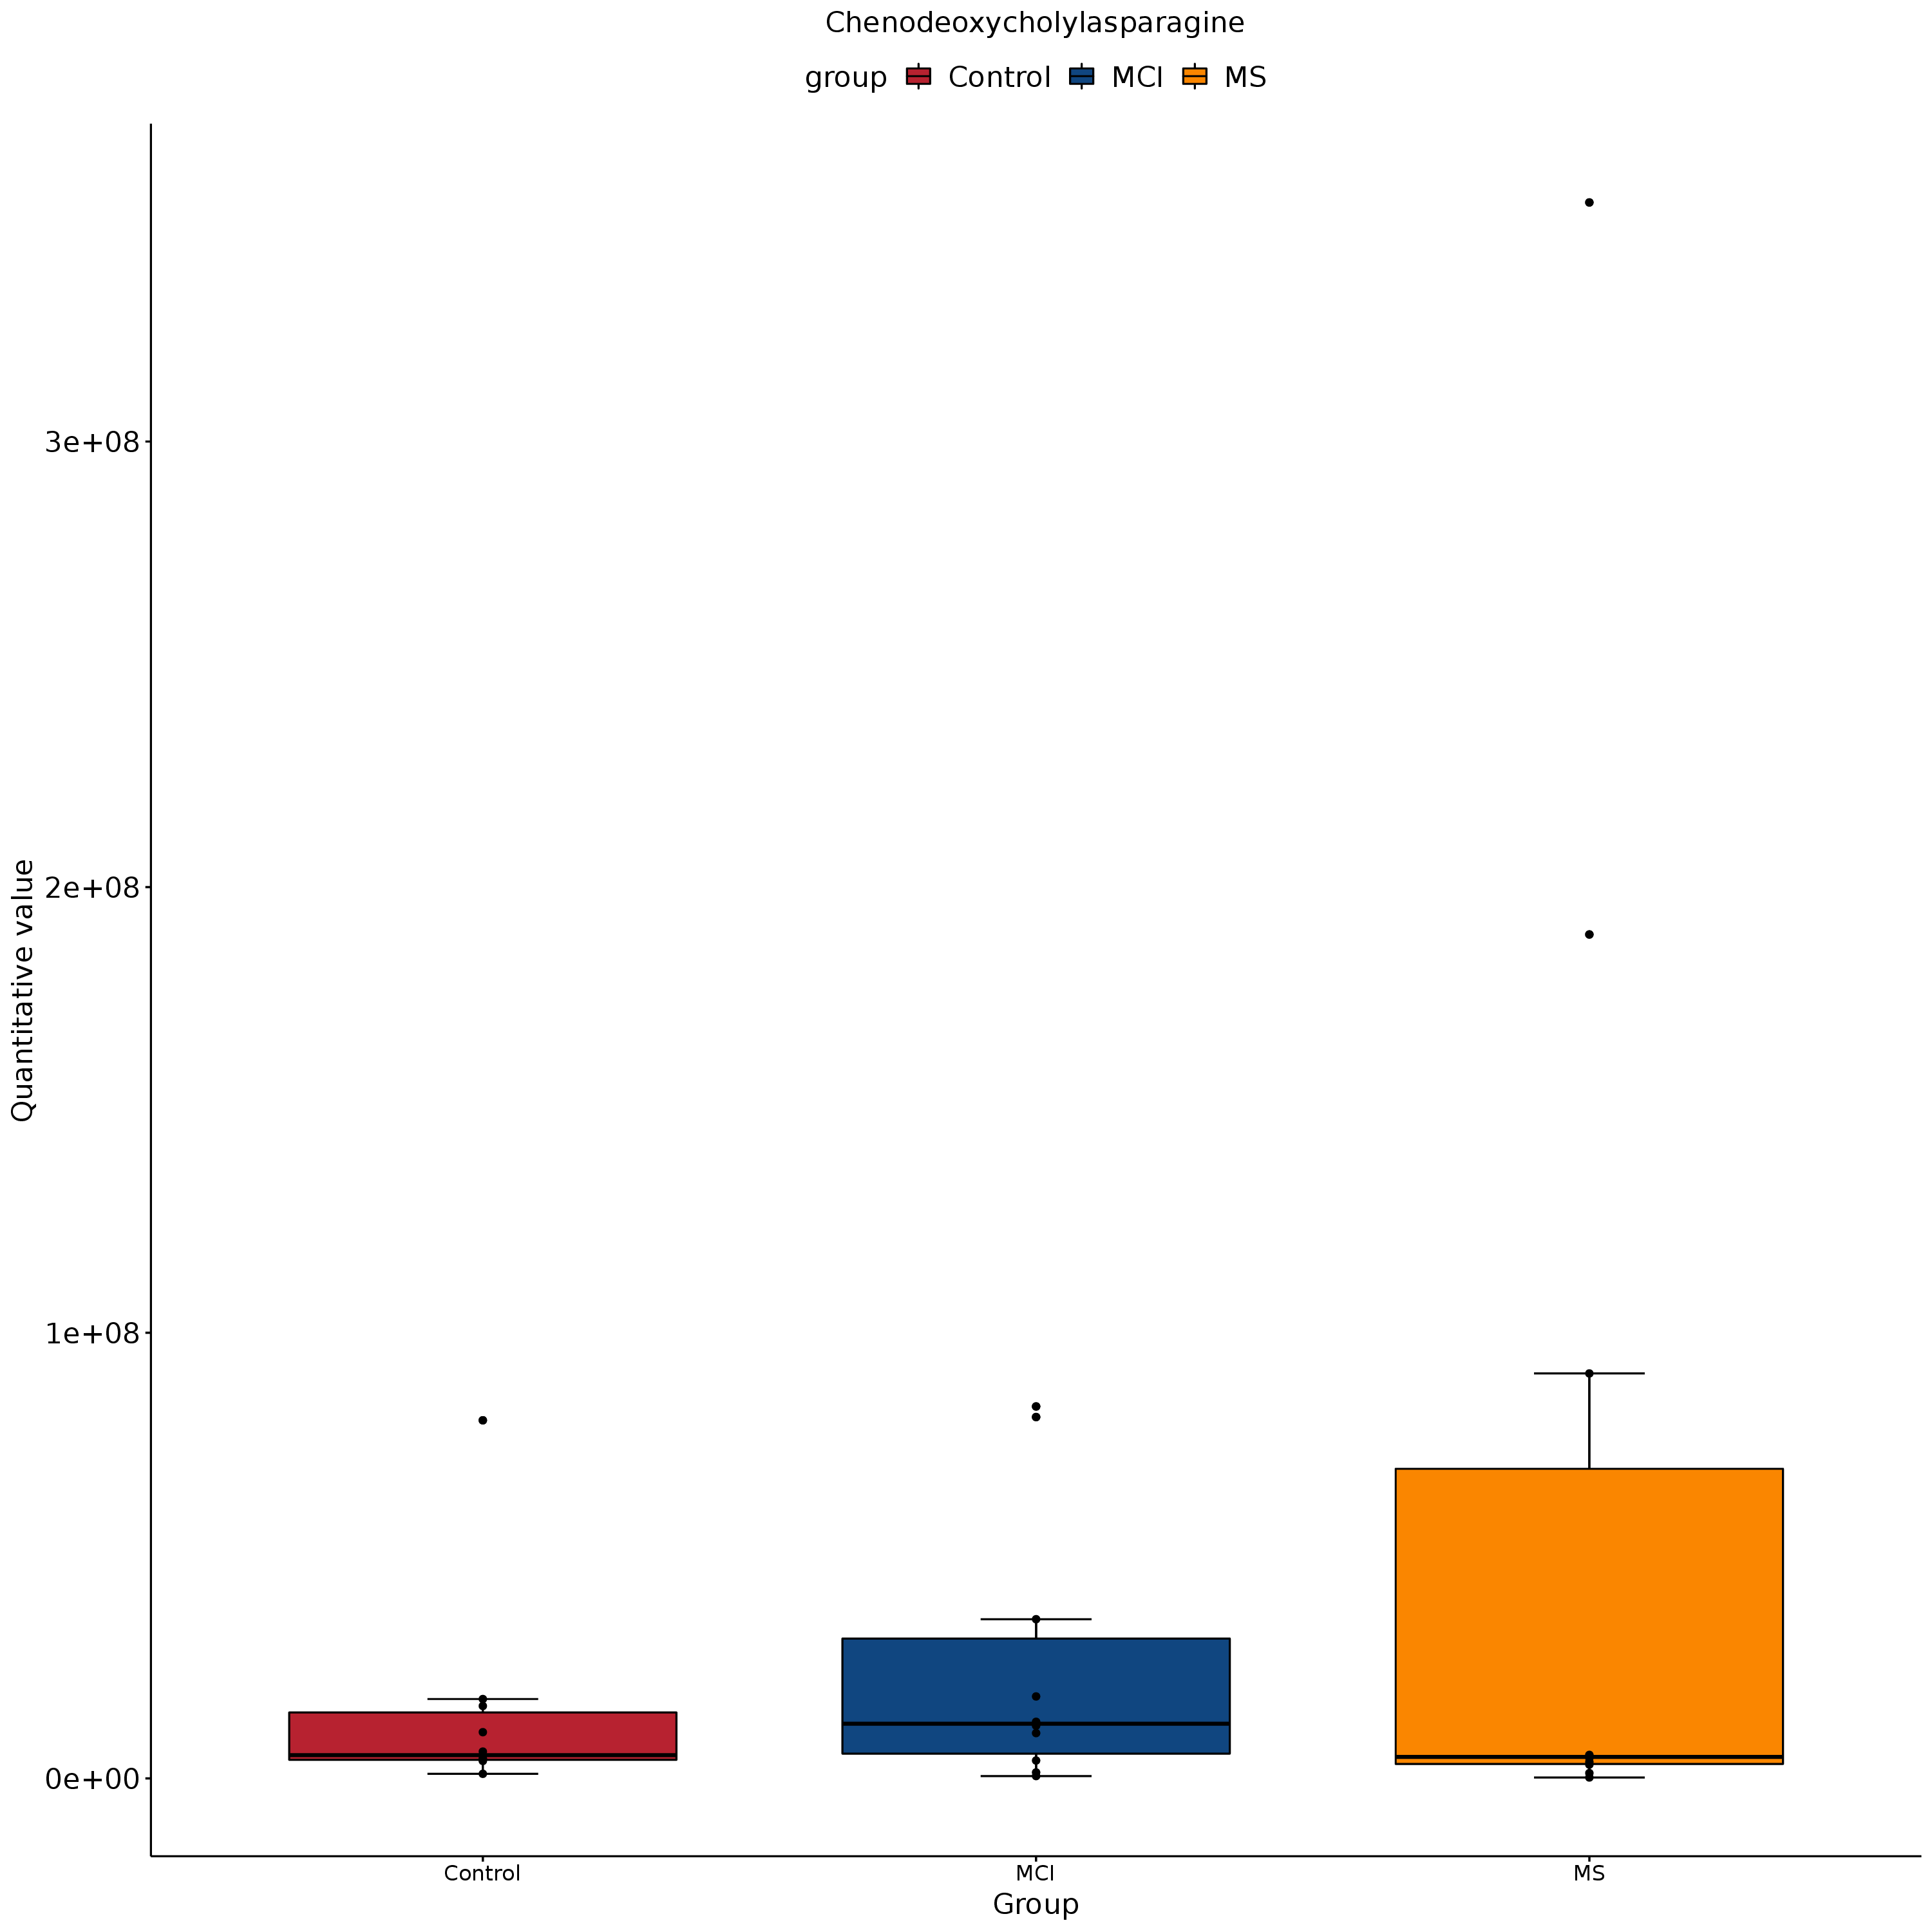 Chenodeoxycholylasparagine
group Control MCI MS
Quantitative value
3e+08
2e+08
1e+08
0e+00
Control MCI MS
Group